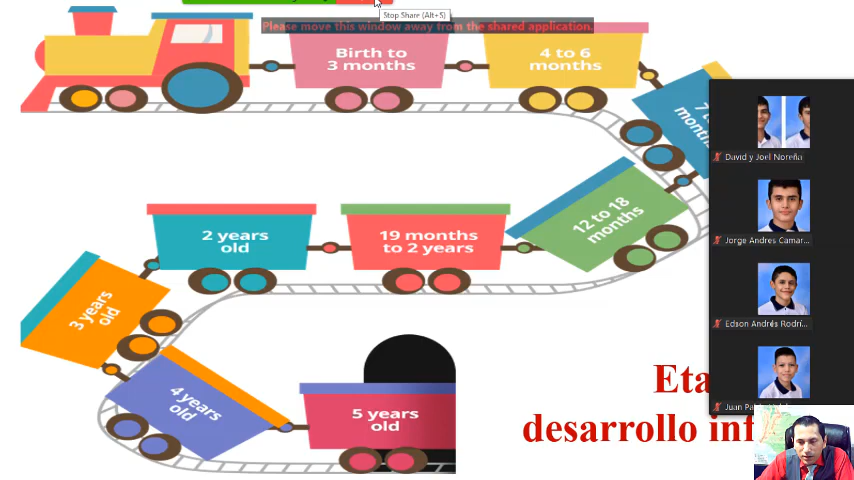 Stop Share (Alt+S)
Please move this window away from the shared application.
Birth to
3 months
4 to 6
months
months
12 to 18
months
2 years
old
19 months
to 2 years
3 years
old
4 years
old
5 years
old
David y Joel Noreña
Jorge Andres Camar...
Edson Andrés Rodrí...
Juan
desarrollo